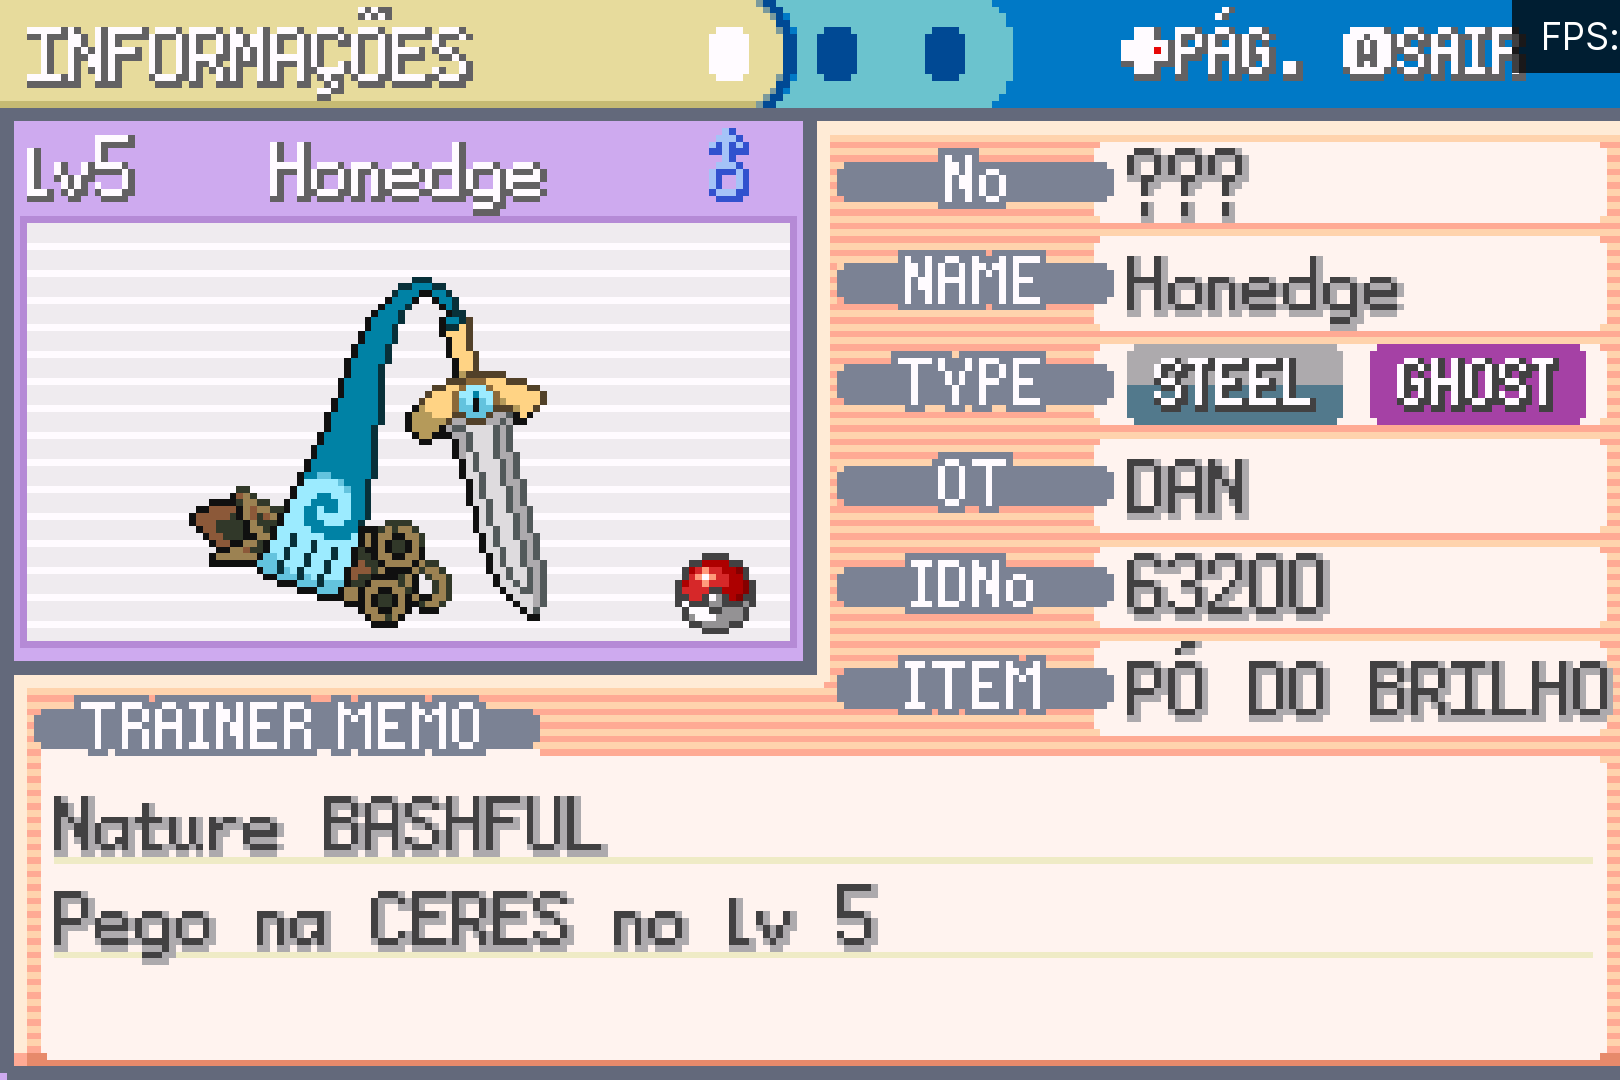 INFORMAÇÕES
PÁG. A SAIR
FPS:
Lv5 Honedge ♂
No ???
NAME Honedge
TYPE STEEL GHOST
OT DAN
IDNo 63200
ITEM PÓ DO BRILHO
TRAINER MEMO
Nature BASHFUL
Pego na CERES no lv 5